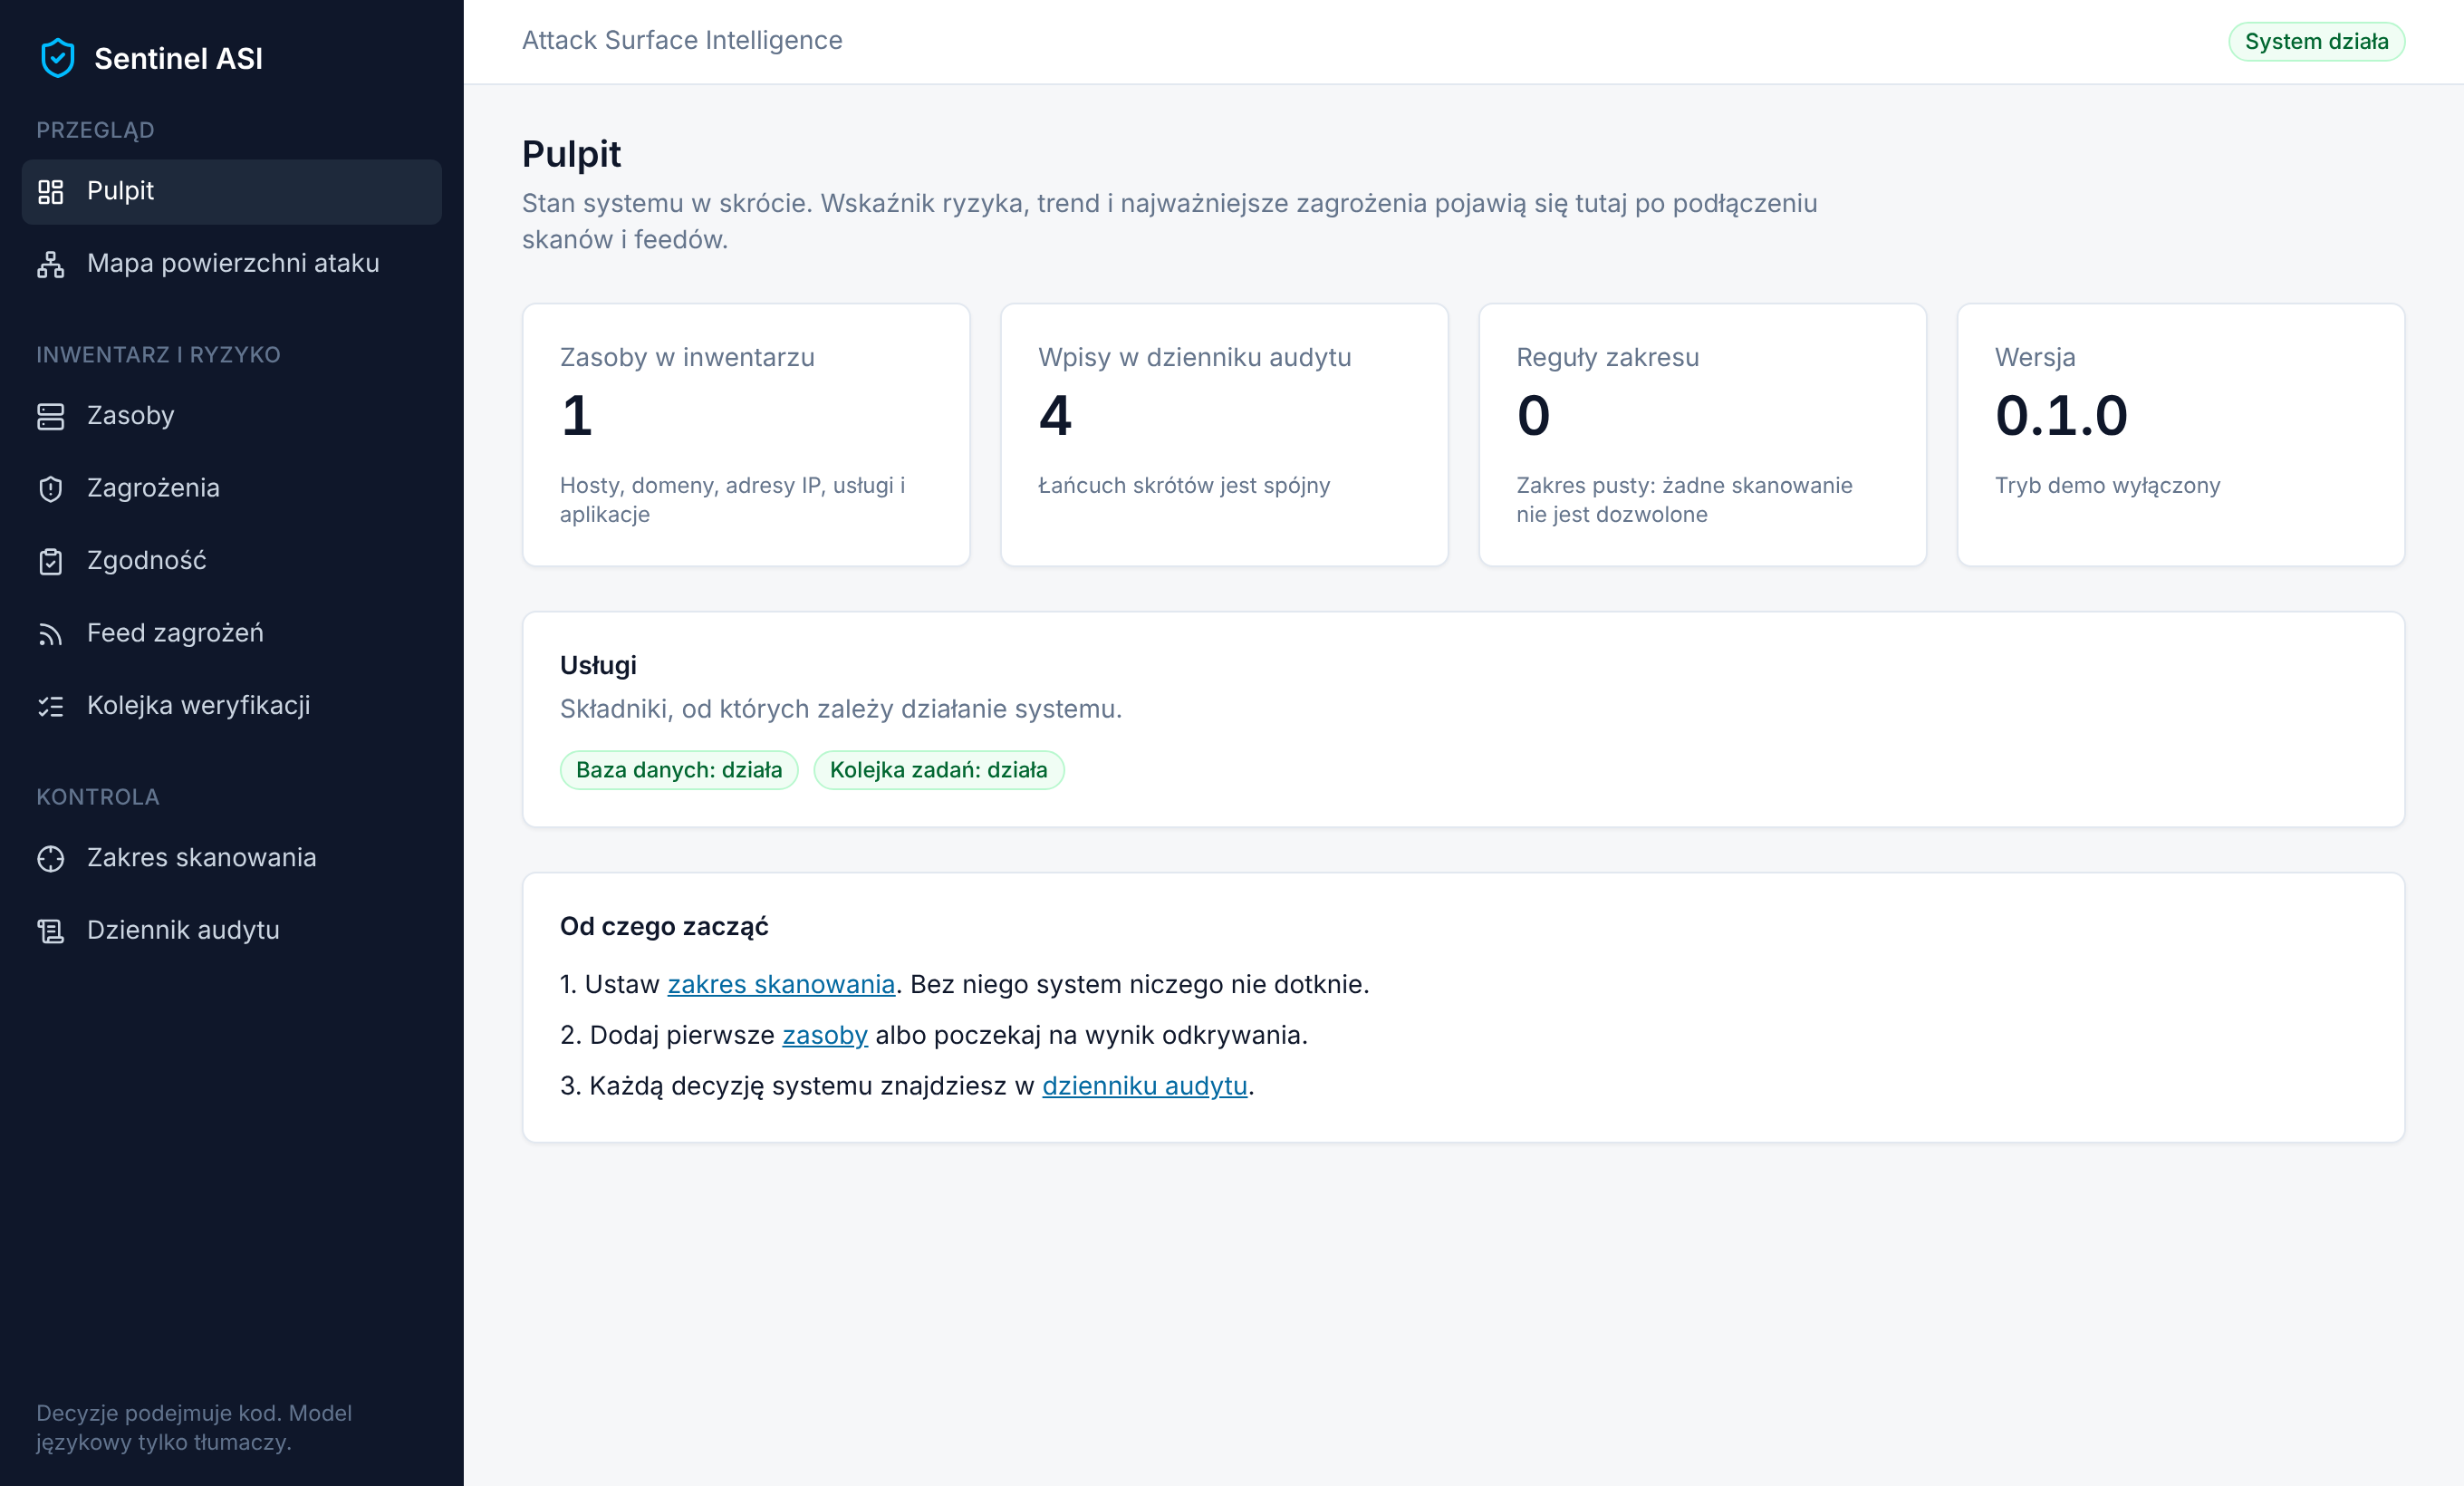 Sentinel ASI
PRZEGLĄD
Pulpit
Mapa powierzchni ataku
INWENTARZ I RYZYKO
Zasoby
Zagrożenia
Zgodność
Feed zagrożeń
Kolejka weryfikacji
KONTROLA
Zakres skanowania
Dziennik audytu
Decyzje podejmuje kod. Model
językowy tylko tłumaczy.
Attack Surface Intelligence
System działa
Pulpit
Stan systemu w skrócie. Wskaźnik ryzyka, trend i najważniejsze zagrożenia pojawią się tutaj po podłączeniu
skanów i feedów.
Zasoby w inwentarzu
1
Hosty, domeny, adresy IP, usługi i
aplikacje
Wpisy w dzienniku audytu
4
Łańcuch skrótów jest spójny
Reguły zakresu
0
Zakres pusty: żadne skanowanie
nie jest dozwolone
Wersja
0.1.0
Tryb demo wyłączony
Usługi
Składniki, od których zależy działanie systemu.
Baza danych: działa
Kolejka zadań: działa
Od czego zacząć
1. Ustaw zakres skanowania. Bez niego system niczego nie dotknie.
2. Dodaj pierwsze zasoby albo poczekaj na wynik odkrywania.
3. Każdą decyzję systemu znajdziesz w dzienniku audytu.